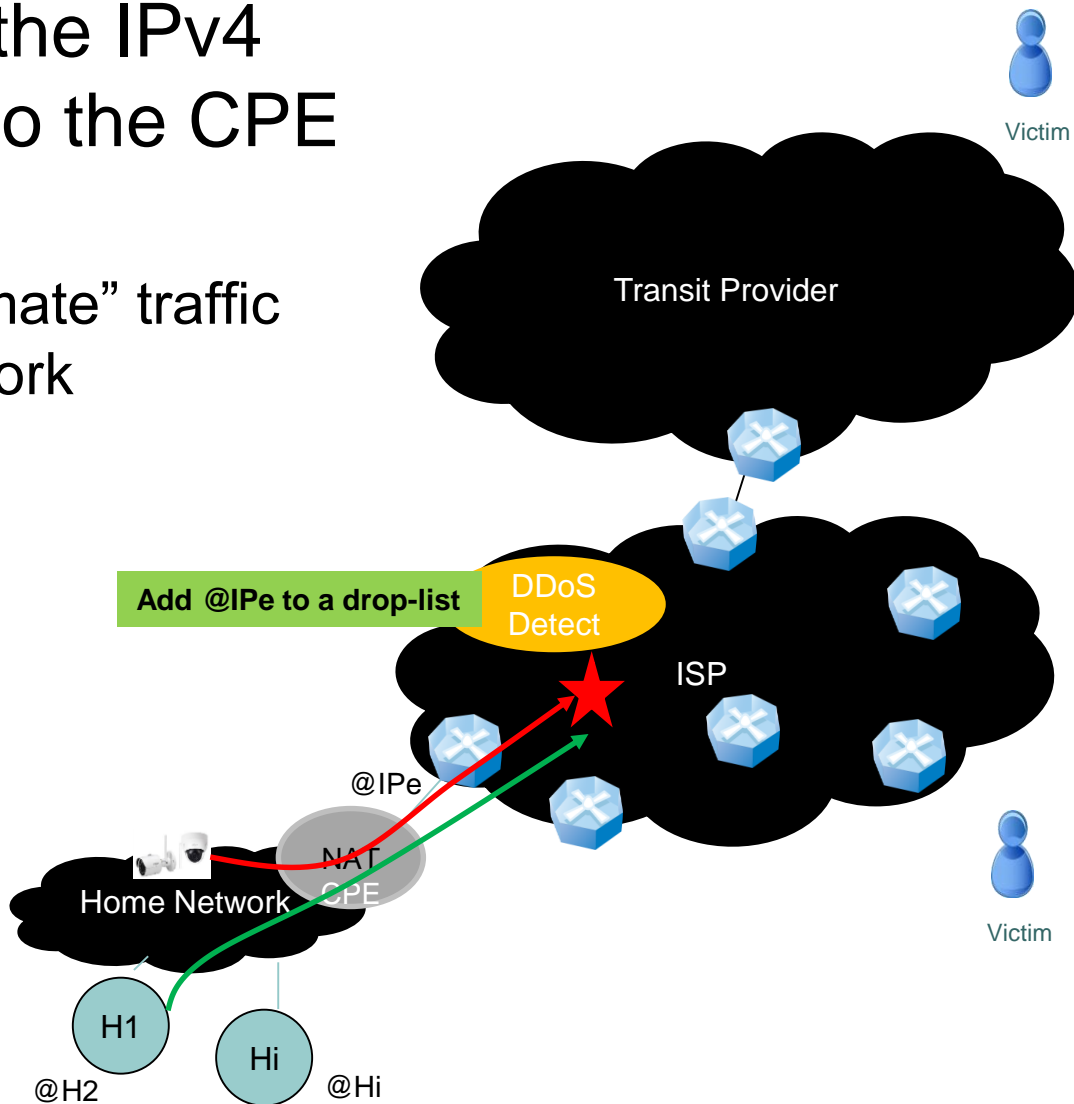 the IPv4
o the CPE
Victim
mate” traffic
ork
Transit Provider
Add @IPe to a drop-list
DDoS
Detect
ISP
@IPe
NAT
CPE
Home Network
Victim
H1
Hi
@H2
@Hi